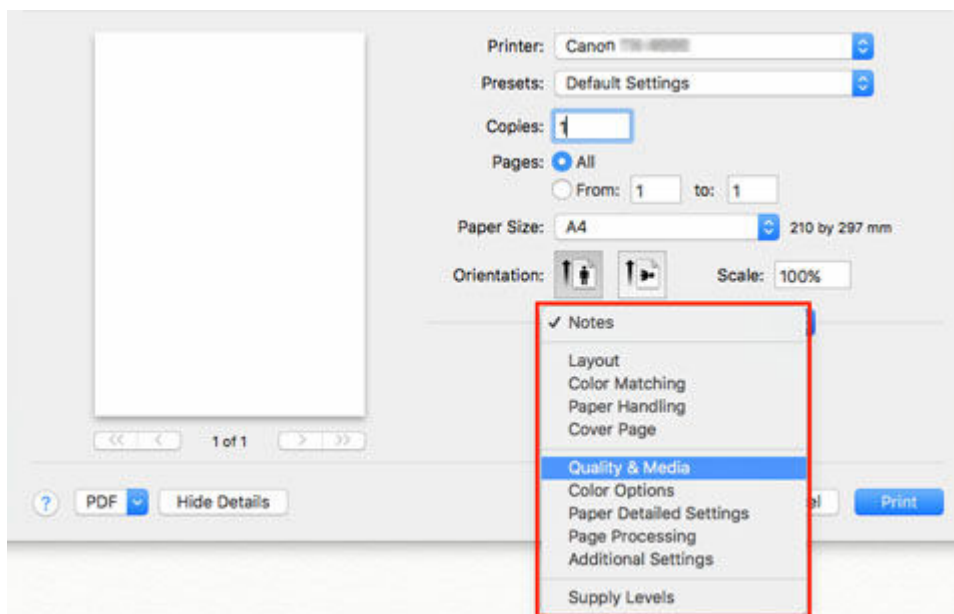 Printer: Canon
Presets: Default Settings
Copies: 1
Pages: All
From: 1 to: 1
Paper Size: A4 210 by 297 mm
Orientation: Scale: 100%
✓ Notes
Layout
Color Matching
Paper Handling
Cover Page
1 of 1
Quality & Media
Color Options
Paper Detailed Settings
Page Processing
Additional Settings
Supply Levels
? PDF Hide Details el Print